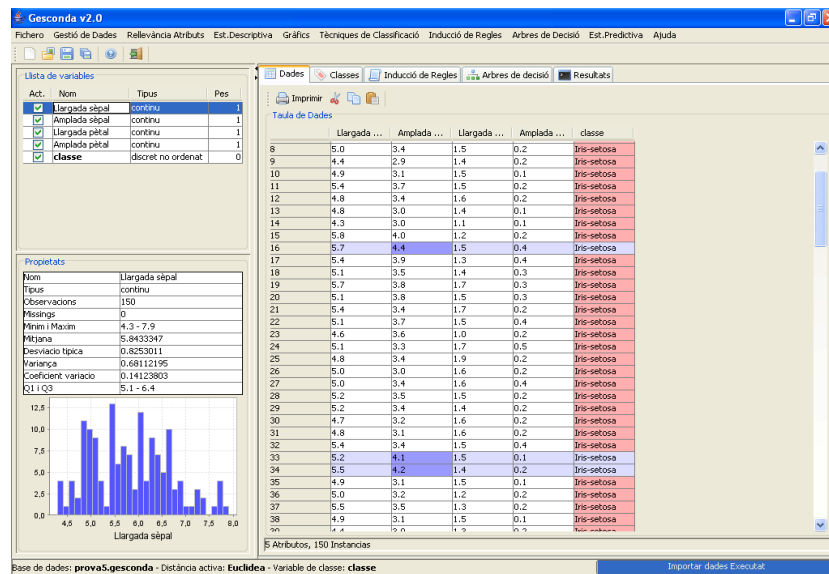 Gesconda v2.0
Fichero Gestió de Dades Rellevància Atributs Est.Descriptiva Gràfics Tècniques de Classificació Inducció de Regles Arbres de Decisió Est.Predictiva Ajuda
Llista de variables
Act. Nom Tipus Pes
Llargada sèpal continu 1
Amplada sèpal continu 1
Llargada pètal continu 1
Amplada pètal continu 1
classe discret no ordenat 0
Propietats
Nom Llargada sèpal
Tipus continu
Observacions 150
Missings 0
Minim i Maxim 4.3 - 7.9
Mitjana 5.8433347
Desviacio tipica 0.8253011
Variança 0.68112195
Coeficient variacio 0.14123803
Q1 i Q3 5.1 - 6.4
12,5
10,0
7,5
5,0
2,5
0,0
4,5 5,0 5,5 6,0 6,5 7,0 7,5 8,0
Llargada sèpal
Dades Classes Inducció de Regles Arbres de decisió Resultats
Imprimir
Taula de Dades
Llargada ... Amplada ... Llargada ... Amplada ... classe
8 5.0 3.4 1.5 0.2 Iris-setosa
9 4.4 2.9 1.4 0.2 Iris-setosa
10 4.9 3.1 1.5 0.1 Iris-setosa
11 5.4 3.7 1.5 0.2 Iris-setosa
12 4.8 3.4 1.6 0.2 Iris-setosa
13 4.8 3.0 1.4 0.1 Iris-setosa
14 4.3 3.0 1.1 0.1 Iris-setosa
15 5.8 4.0 1.2 0.2 Iris-setosa
16 5.7 4.4 1.5 0.4 Iris-setosa
17 5.4 3.9 1.3 0.4 Iris-setosa
18 5.1 3.5 1.4 0.3 Iris-setosa
19 5.7 3.8 1.7 0.3 Iris-setosa
20 5.1 3.8 1.5 0.3 Iris-setosa
21 5.4 3.4 1.7 0.2 Iris-setosa
22 5.1 3.7 1.5 0.4 Iris-setosa
23 4.6 3.6 1.0 0.2 Iris-setosa
24 5.1 3.3 1.7 0.5 Iris-setosa
25 4.8 3.4 1.9 0.2 Iris-setosa
26 5.0 3.0 1.6 0.2 Iris-setosa
27 5.0 3.4 1.6 0.4 Iris-setosa
28 5.2 3.5 1.5 0.2 Iris-setosa
29 5.2 3.4 1.4 0.2 Iris-setosa
30 4.7 3.2 1.6 0.2 Iris-setosa
31 4.8 3.1 1.6 0.2 Iris-setosa
32 5.4 3.4 1.5 0.4 Iris-setosa
33 5.2 4.1 1.5 0.1 Iris-setosa
34 5.5 4.2 1.4 0.2 Iris-setosa
35 4.9 3.1 1.5 0.1 Iris-setosa
36 5.0 3.2 1.2 0.2 Iris-setosa
37 5.5 3.5 1.3 0.2 Iris-setosa
38 4.9 3.1 1.5 0.1 Iris-setosa
39 4.4 3.0 1.3 0.2 Iris-setosa
5 Atributos, 150 Instancias
Base de dades: prova5.gesconda - Distància activa: Euclidea - Variable de classe: classe
Importar dades Executat